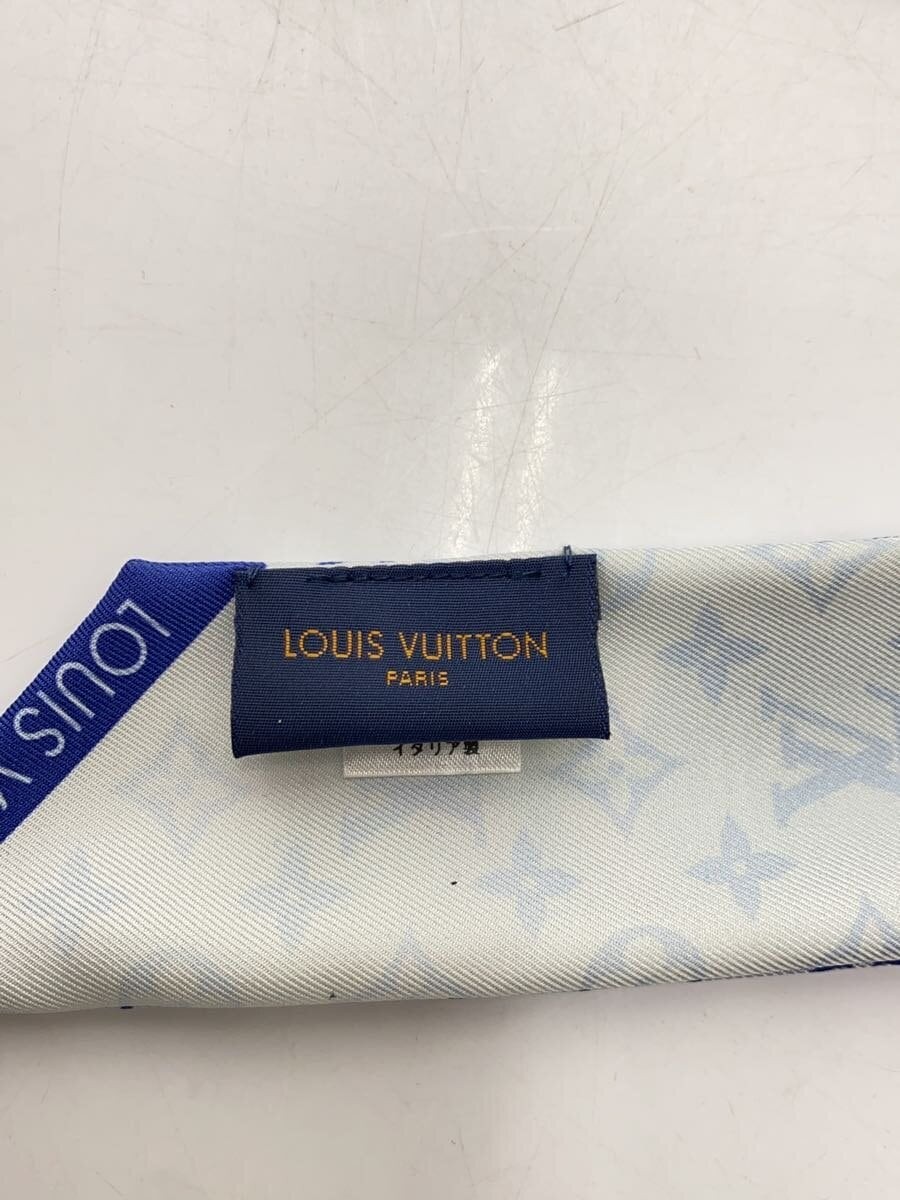 LOUIS VUITTON
PARIS
イタリア製
LOUIS V